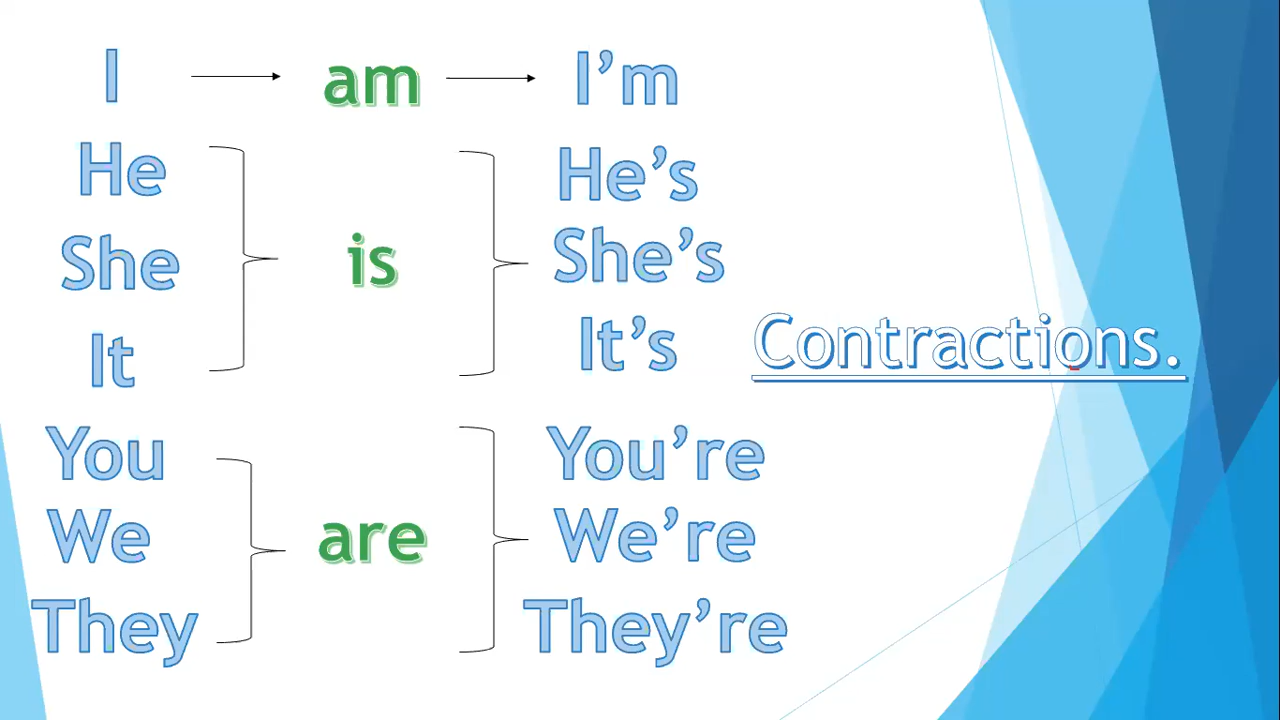 I am I'm
He He's
She is She's
It It's
Contractions.
You You're
We are We're
They They're